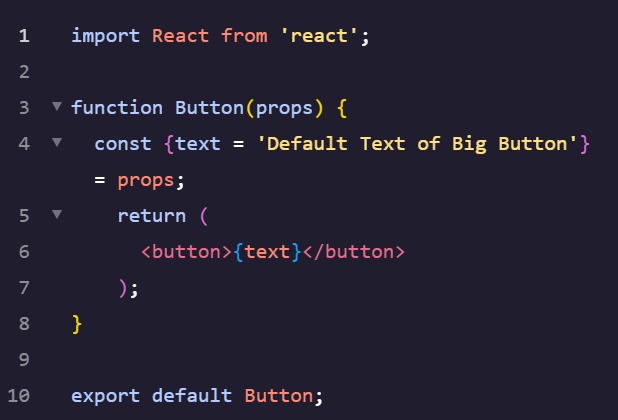 1 import React from 'react';
2
3 function Button(props) {
4 const {text = 'Default Text of Big Button'}
= props;
5 return (
6 <button>{text}</button>
7 );
8 }
9
10 export default Button;